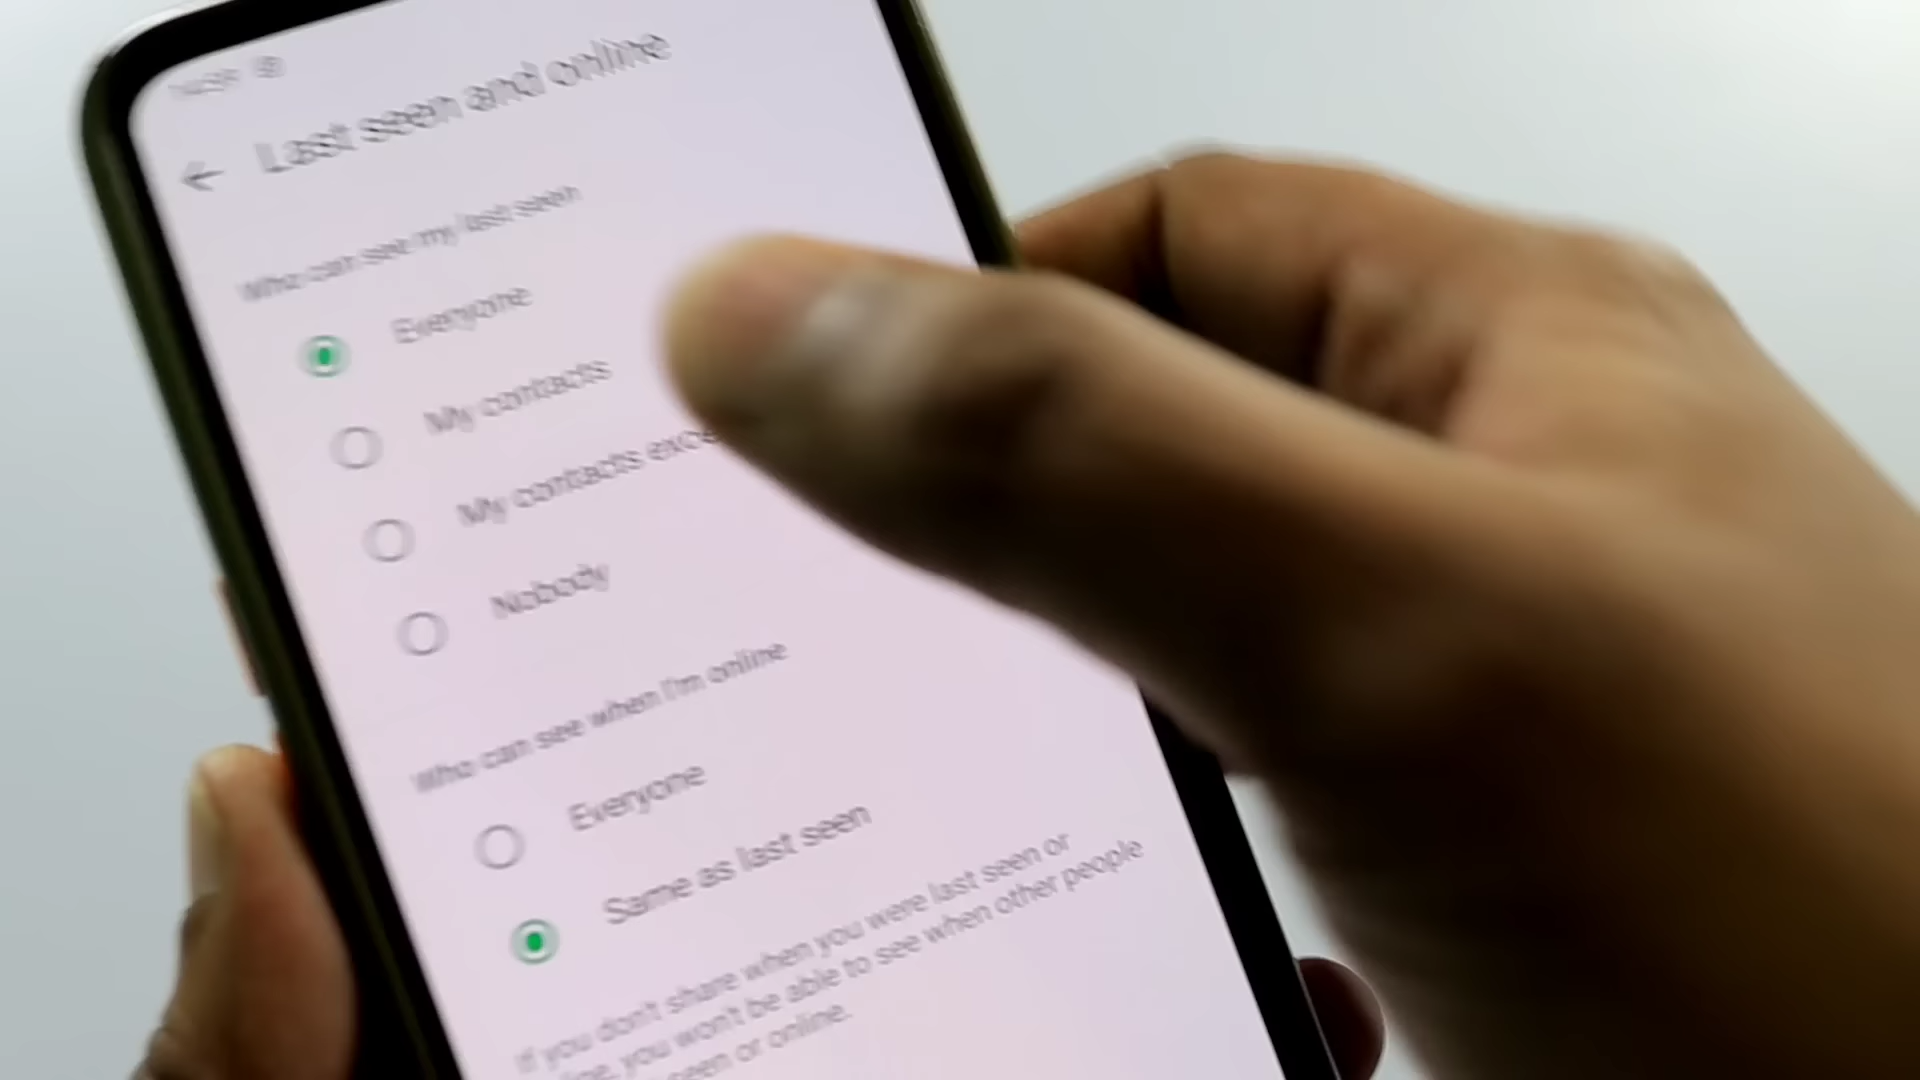 Last seen and online
Who can see my last seen
Everyone
My contacts
My contacts
Nobody
Who can see when I'm online
Everyone
Same as last seen
If you don't share when you were last seen or
you won't be able to see when other people
seen or online.